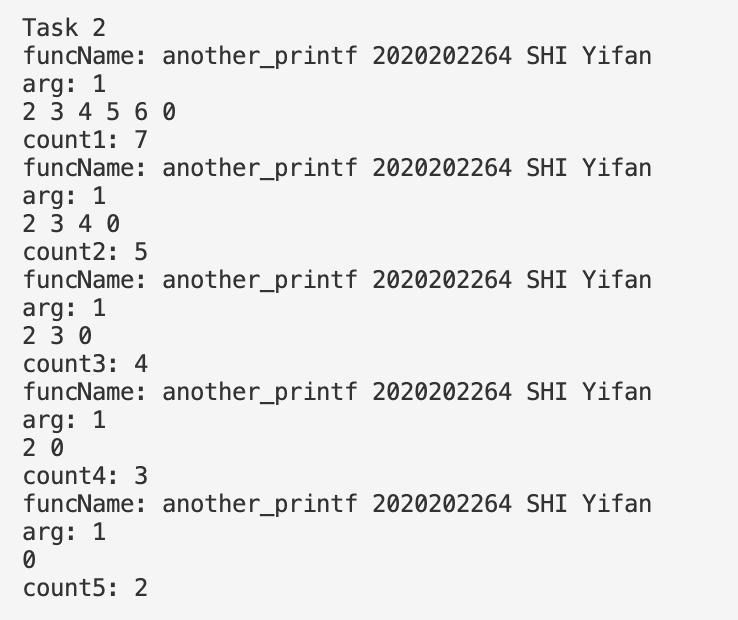 Task 2
funcName: another_printf 2020202264 SHI Yifan
arg: 1
2 3 4 5 6 0
count1: 7
funcName: another_printf 2020202264 SHI Yifan
arg: 1
2 3 4 0
count2: 5
funcName: another_printf 2020202264 SHI Yifan
arg: 1
2 3 0
count3: 4
funcName: another_printf 2020202264 SHI Yifan
arg: 1
2 0
count4: 3
funcName: another_printf 2020202264 SHI Yifan
arg: 1
0
count5: 2